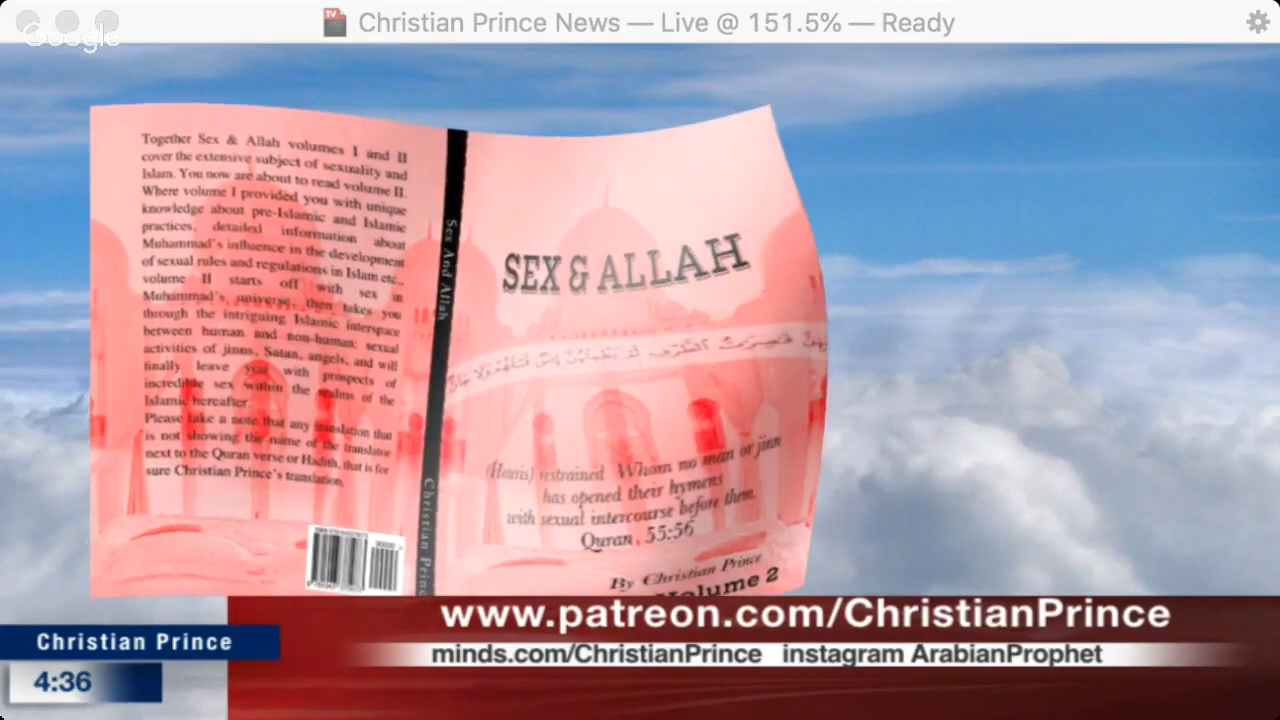 Christian Prince News — Live @ 151.5% — Ready
Google
Together Sex & Allah volumes I and II
cover the extensive subject of sexuality and
Islam. You now are about to read volume II.
Where volume I provided you with unique
knowledge about pre-Islamic and Islamic
practices, detailed information about
Muhammad's influence in the development
of sexual rules and regulations in Islam etc.,
volume II starts off with sex in
Muhammad's universe, then takes you
through the intriguing Islamic interspace
between human and non-human: sexual
activities of jinns, Satan, angels, and will
finally leave you with prospects of
incredible sex within the realms of the
Islamic hereafter.
Please take a note that any translation that
is not showing the name of the translator
next to the Quran verse or Hadith, that is for
sure Christian Prince's translation.
Sex And Allah
Christian Princ
SEX & ALLAH
(Houris) restrained. Whom no man or jinn
has opened their hymens
with sexual intercourse before them.
Quran, 55:56
By Christian Prince
Volume 2
www.patreon.com/ChristianPrince
Christian Prince
minds.com/ChristianPrince instagram ArabianProphet
4:36